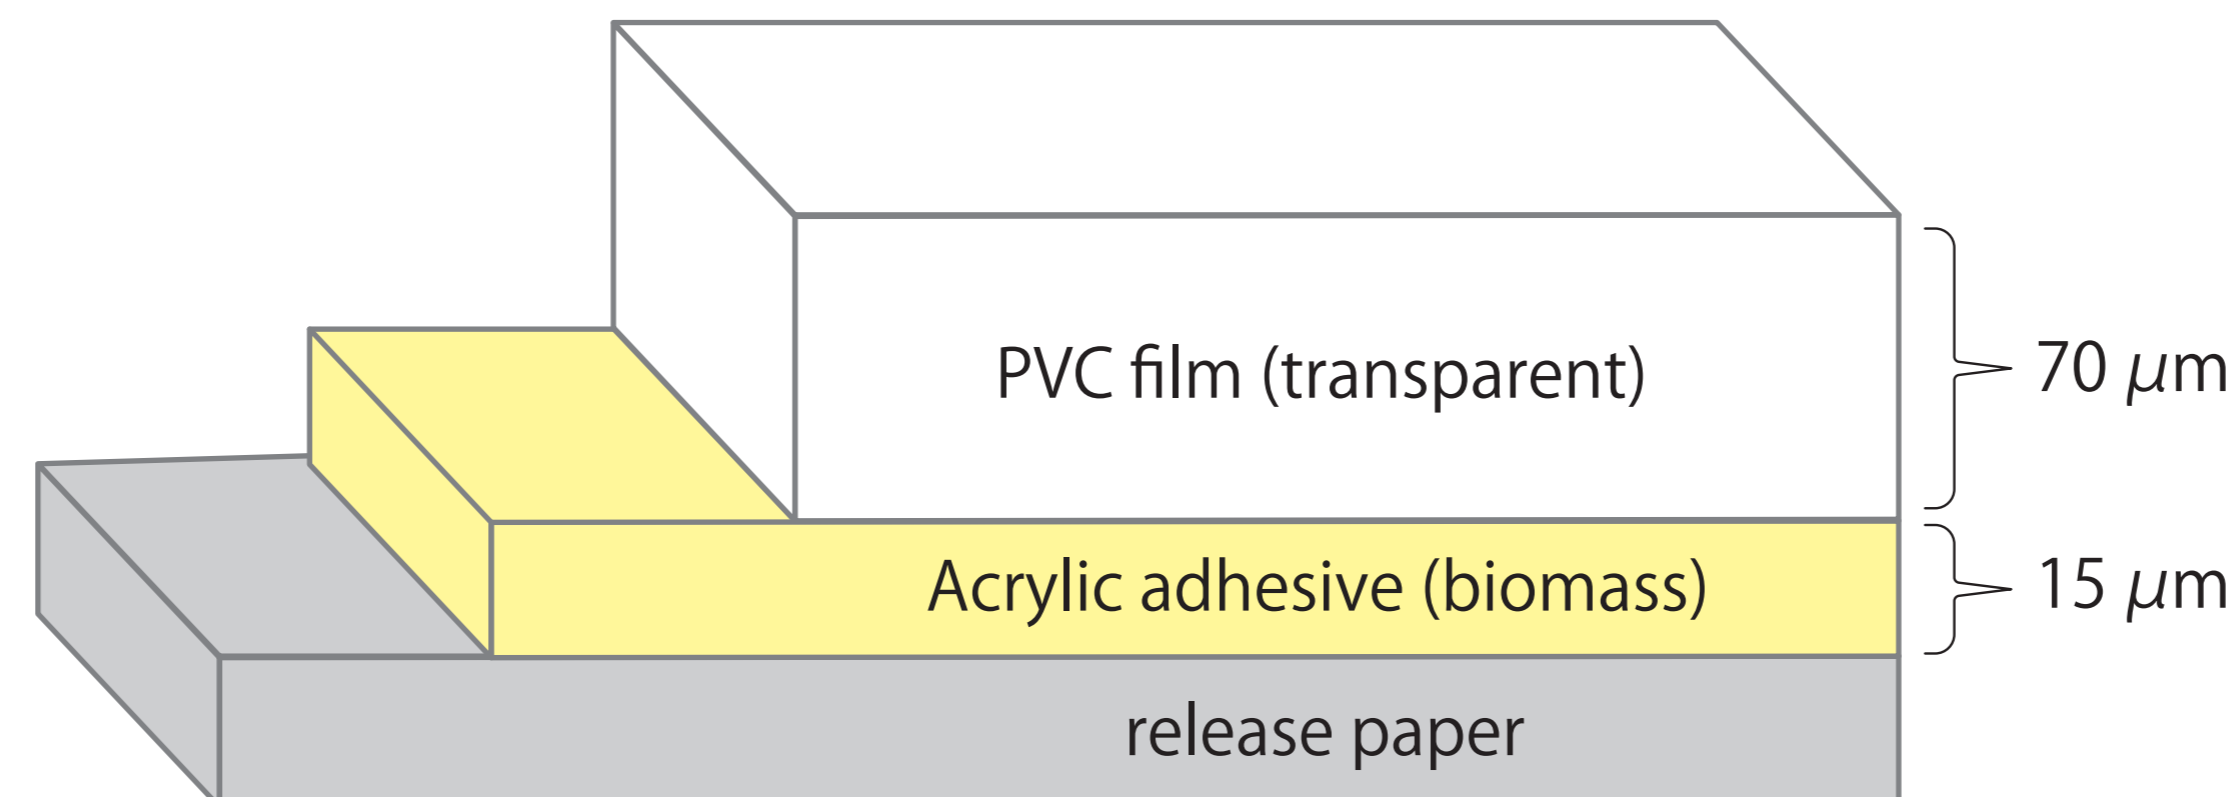 PVC film (transparent)
70 μm
Acrylic adhesive (biomass)
15 μm
release paper